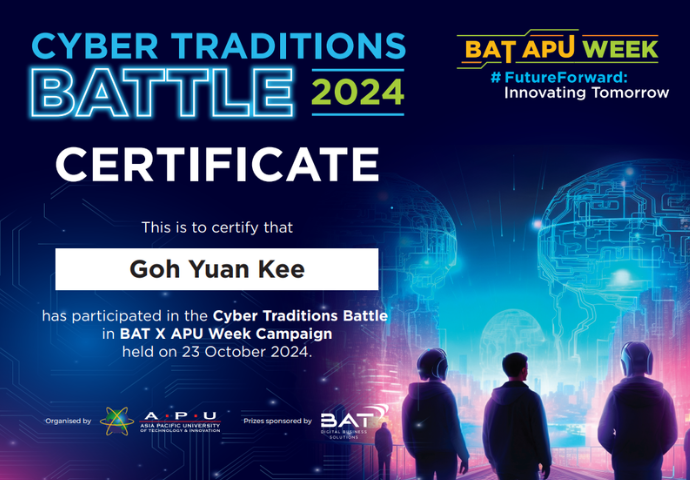 CYBER TRADITIONS
BATTLE 2024
BAT APU WEEK
#FutureForward:
Innovating Tomorrow
CERTIFICATE
This is to certify that
Goh Yuan Kee
has participated in the Cyber Traditions Battle
in BAT X APU Week Campaign
held on 23 October 2024.
Organised by
A·P·U
ASIA PACIFIC UNIVERSITY
OF TECHNOLOGY & INNOVATION
Prizes sponsored by
BAT
DIGITAL BUSINESS
SOLUTIONS